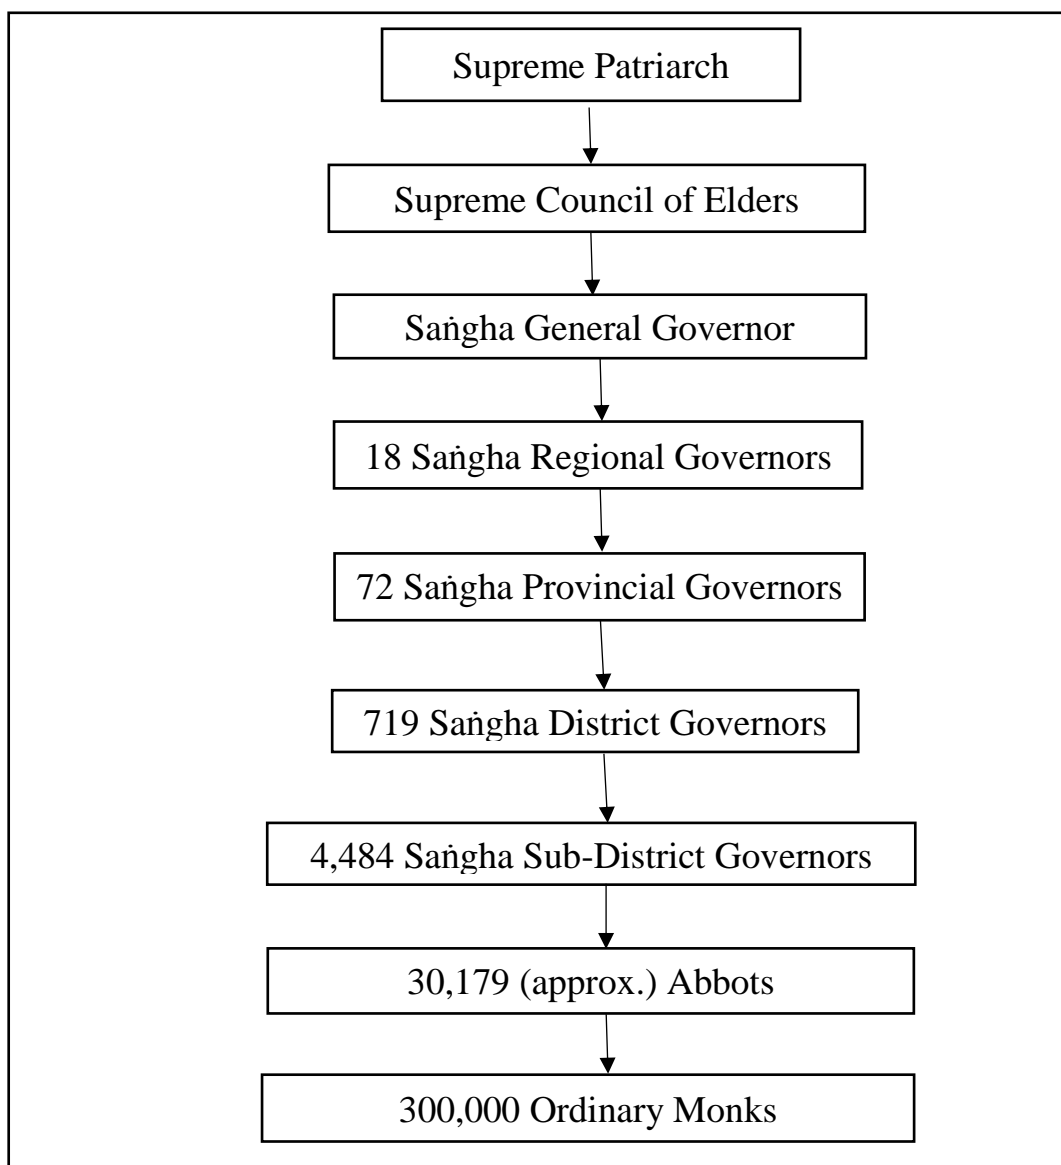 Supreme Patriarch
Supreme Council of Elders
Saṅgha General Governor
18 Saṅgha Regional Governors
72 Saṅgha Provincial Governors
719 Saṅgha District Governors
4,484 Saṅgha Sub-District Governors
30,179 (approx.) Abbots
300,000 Ordinary Monks